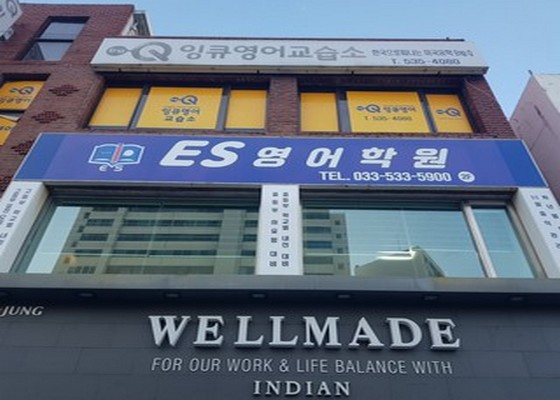 잉큐영어교습소
T. 535-4080
잉큐영어
교습소
잉큐영어
T. 535-4080
ES 영어학원
ES
TEL. 033-533-5900 2F
JUNG
WELLMADE
FOR OUR WORK & LIFE BALANCE WITH
INDIAN